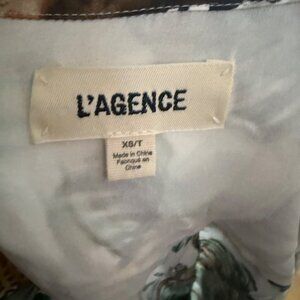 L'AGENCE
XS/T
Made in China
Fabriqué en
Chine